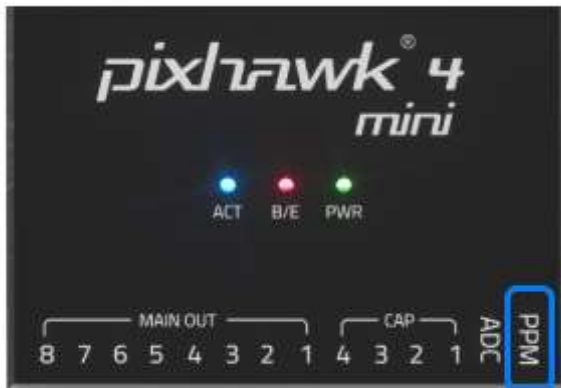 pixhawk® 4
mini
ACT B/E PWR
MAIN OUT CAP
8 7 6 5 4 3 2 1 4 3 2 1 ADC PPM